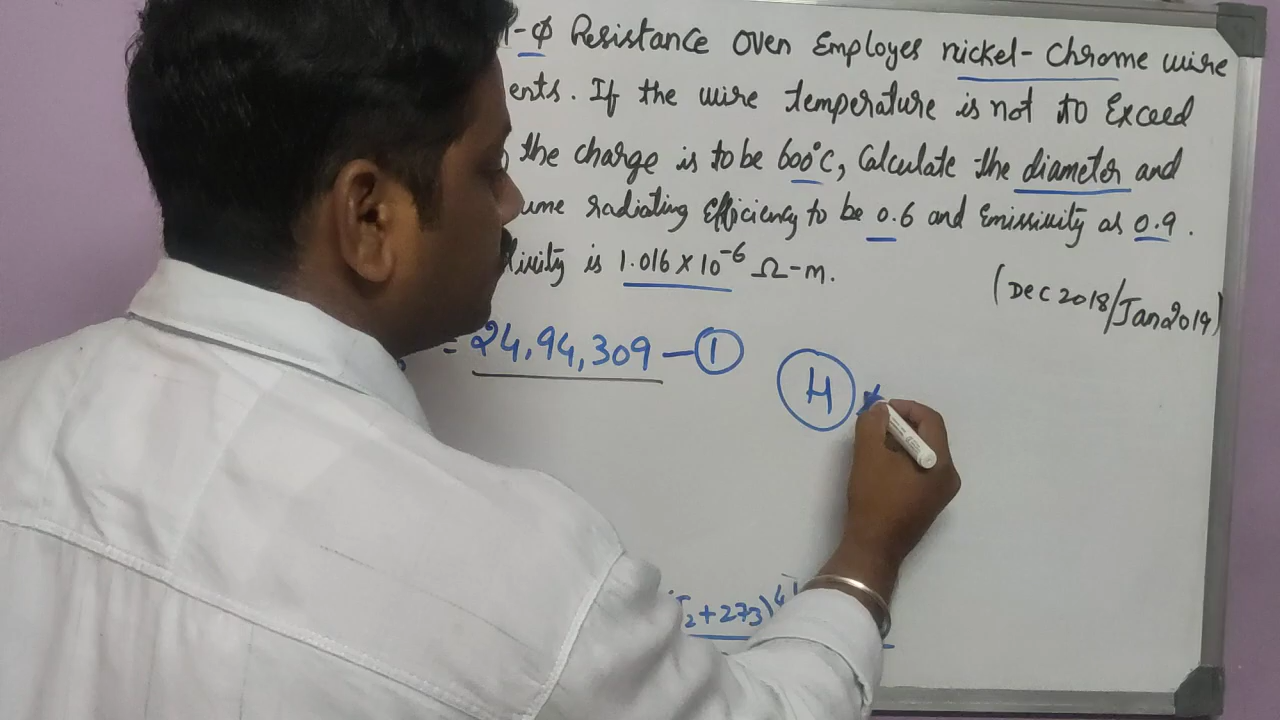 -φ Resistance oven Employes nickel-chrome wire
ents. If the wire temperature is not to Exceed
the charge is to be 600°C, Calculate the diameter and
ume radiating Efficiency to be 0.6 and Emissivity as 0.9.
is 1.016 × 10⁻⁶ Ω-m.
(Dec 2018/Jan 2019)
= 24,94,309 — ①
H
2+273)⁴